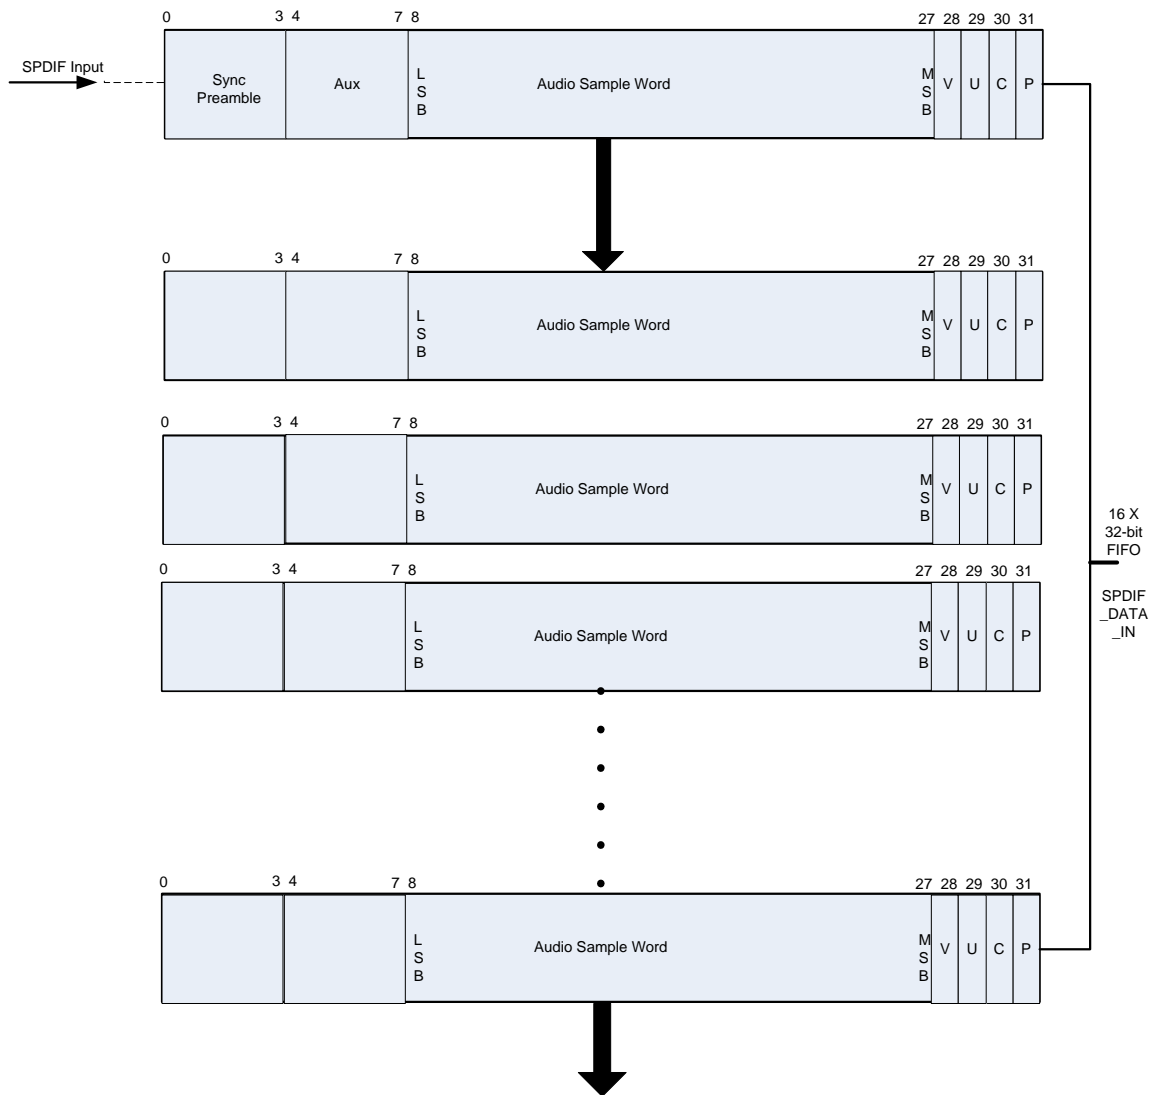 0 3 4 7 8 27 28 29 30 31
SPDIF Input
Sync
Preamble
Aux
L
S
B
Audio Sample Word
M
S
B
V U C P
0 3 4 7 8 27 28 29 30 31
L
S
B
Audio Sample Word
M
S
B
V U C P
0 3 4 7 8 27 28 29 30 31
L
S
B
Audio Sample Word
M
S
B
V U C P
16 X
32-bit
FIFO
SPDIF
_DATA
_IN
0 3 4 7 8 27 28 29 30 31
L
S
B
Audio Sample Word
M
S
B
V U C P
0 3 4 7 8 27 28 29 30 31
L
S
B
Audio Sample Word
M
S
B
V U C P